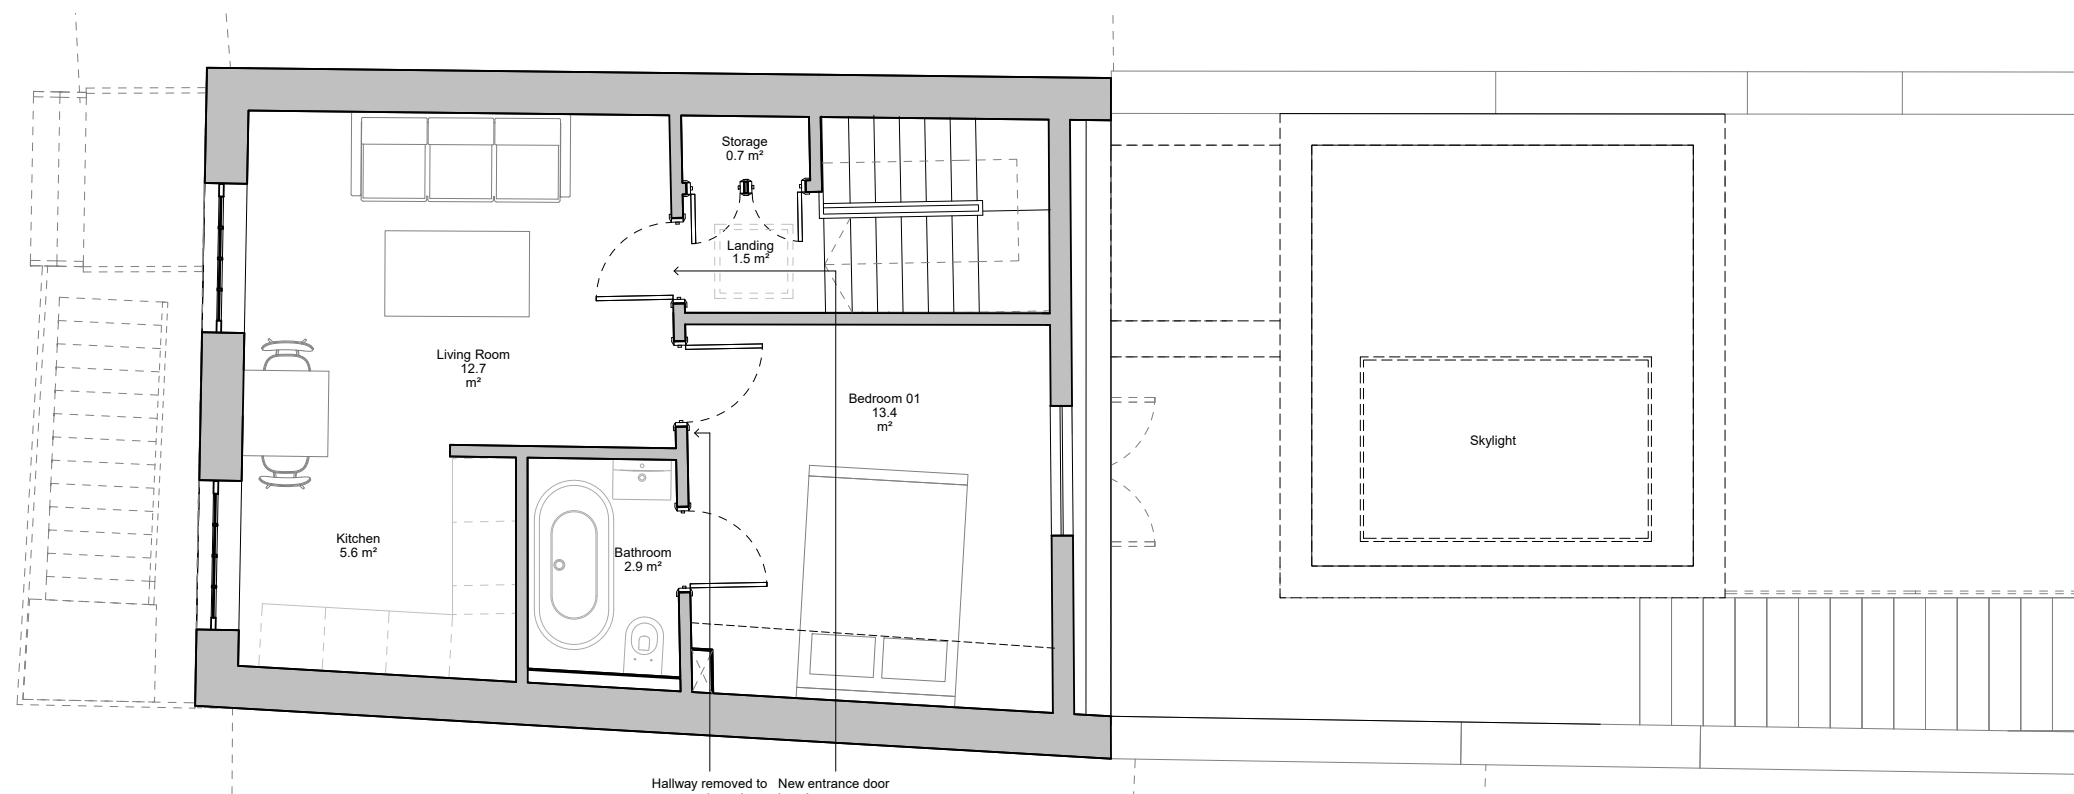 Storage
0.7 m²
Landing
1.5 m²
Living Room
12.7
m²
Bedroom 01
13.4
m²
Skylight
Kitchen
5.6 m²
Bathroom
2.9 m²
Hallway removed to
New entrance door